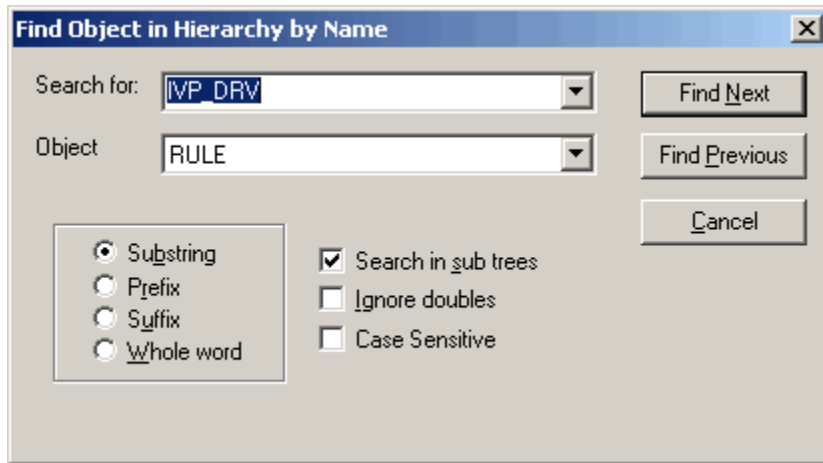 Find Object in Hierarchy by Name
Search for: IVP_DRV Find Next
Object RULE Find Previous
Cancel
Substring
Prefix
Suffix
Whole word
Search in sub trees
Ignore doubles
Case Sensitive